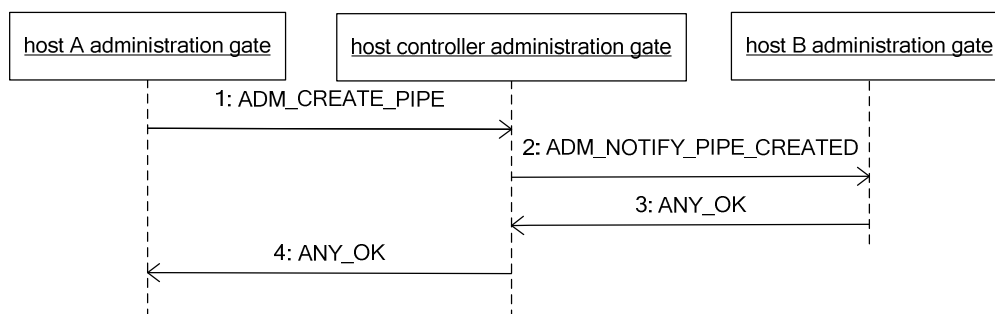 host A administration gate
host controller administration gate
host B administration gate
1: ADM_CREATE_PIPE
2: ADM_NOTIFY_PIPE_CREATED
3: ANY_OK
4: ANY_OK